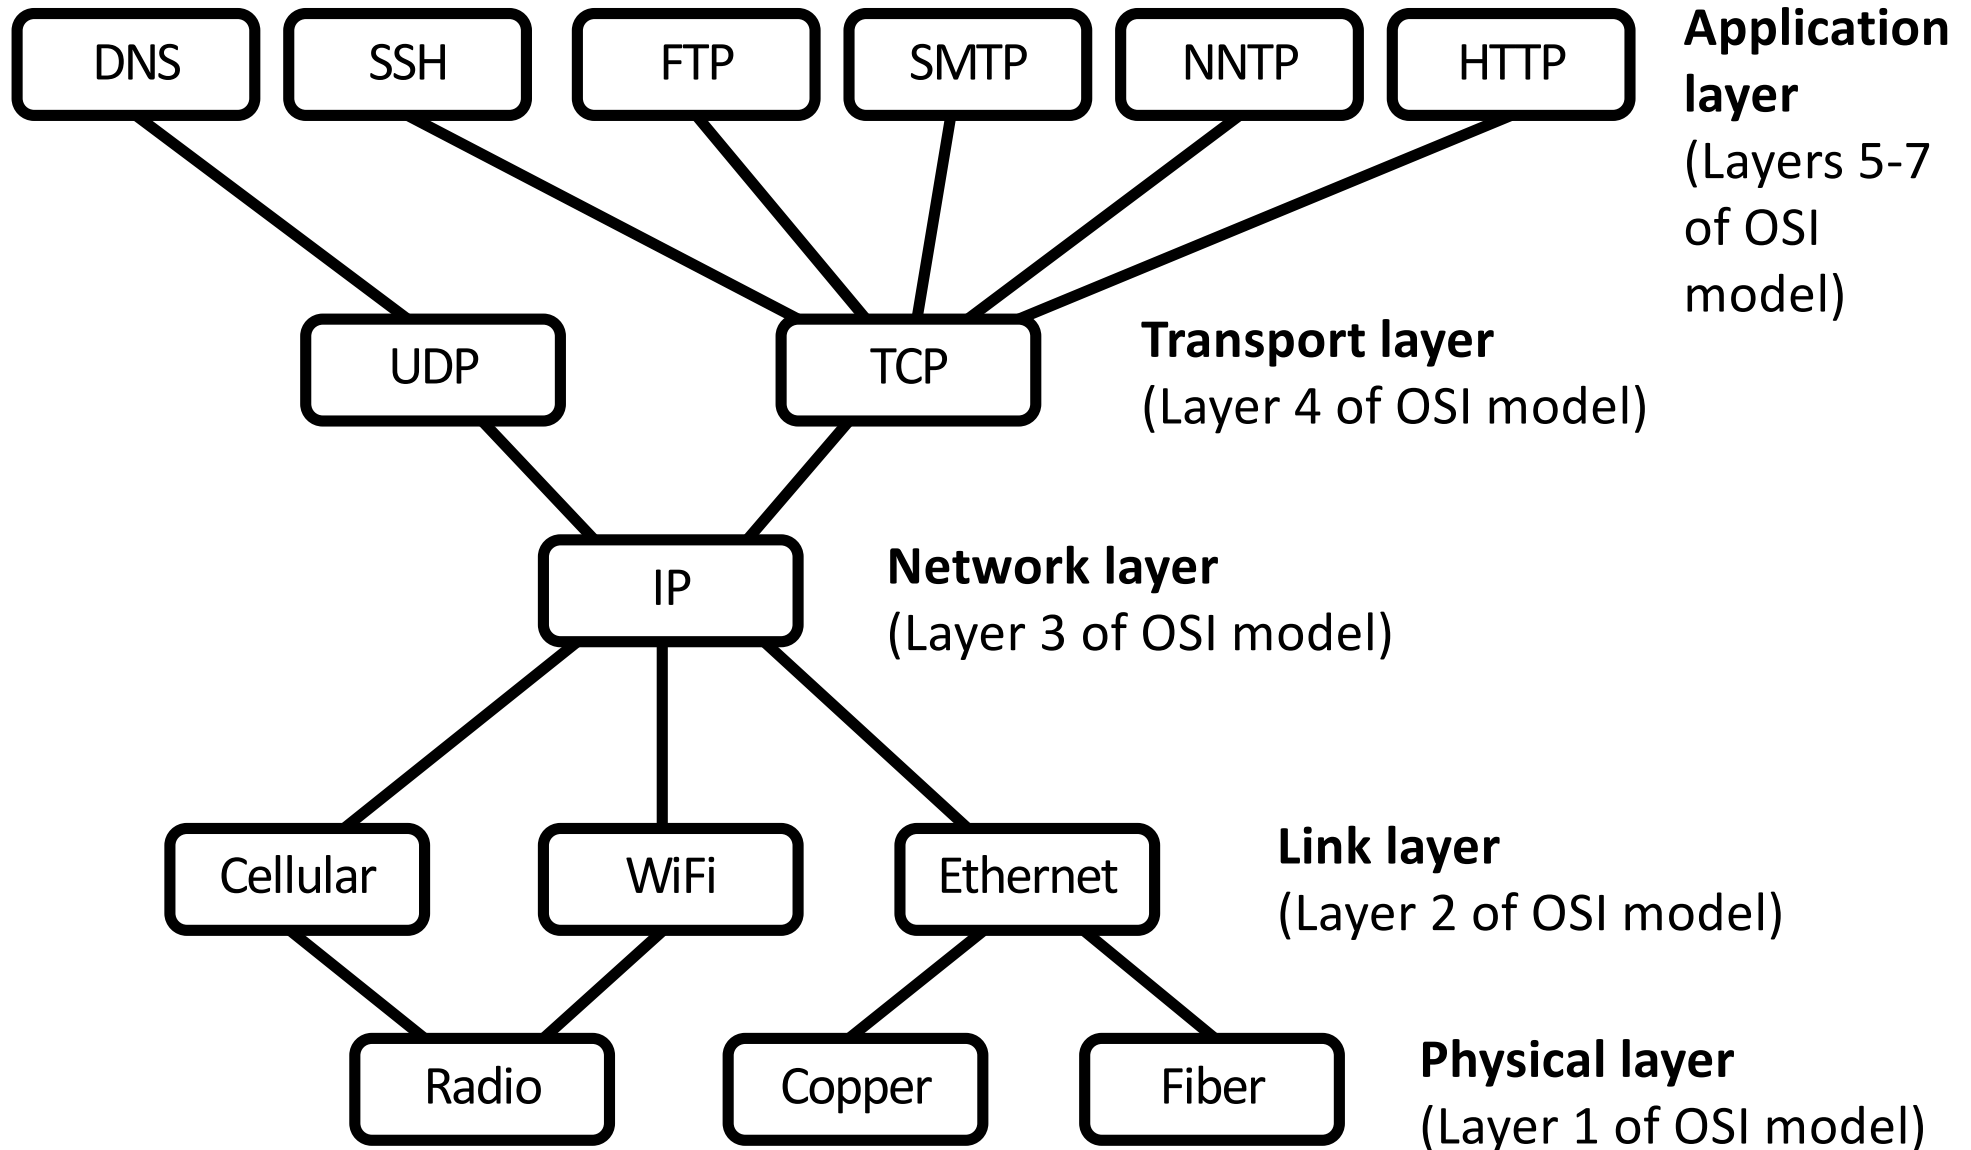 DNS
SSH
FTP
SMTP
NNTP
HTTP
Application
layer
(Layers 5-7
of OSI
model)
UDP
TCP
Transport layer
(Layer 4 of OSI model)
IP
Network layer
(Layer 3 of OSI model)
Cellular
WiFi
Ethernet
Link layer
(Layer 2 of OSI model)
Radio
Copper
Fiber
Physical layer
(Layer 1 of OSI model)